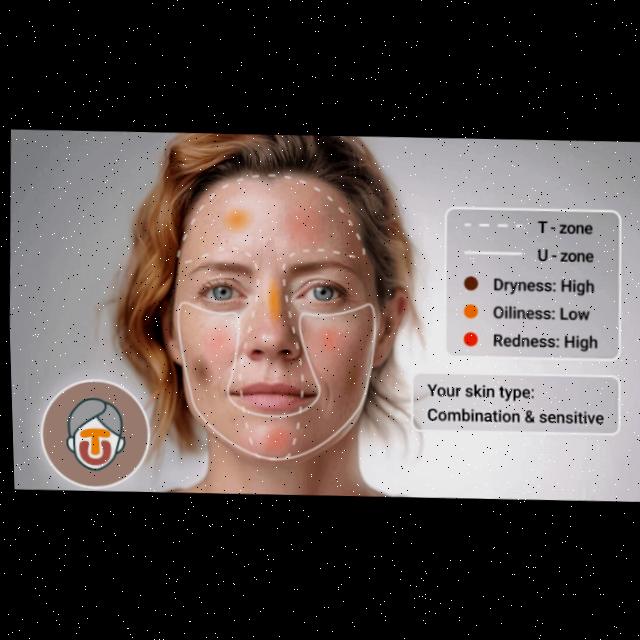 T - zone
U - zone
Dryness: High
Oiliness: Low
Redness: High
Your skin type:
Combination & sensitive
T
U